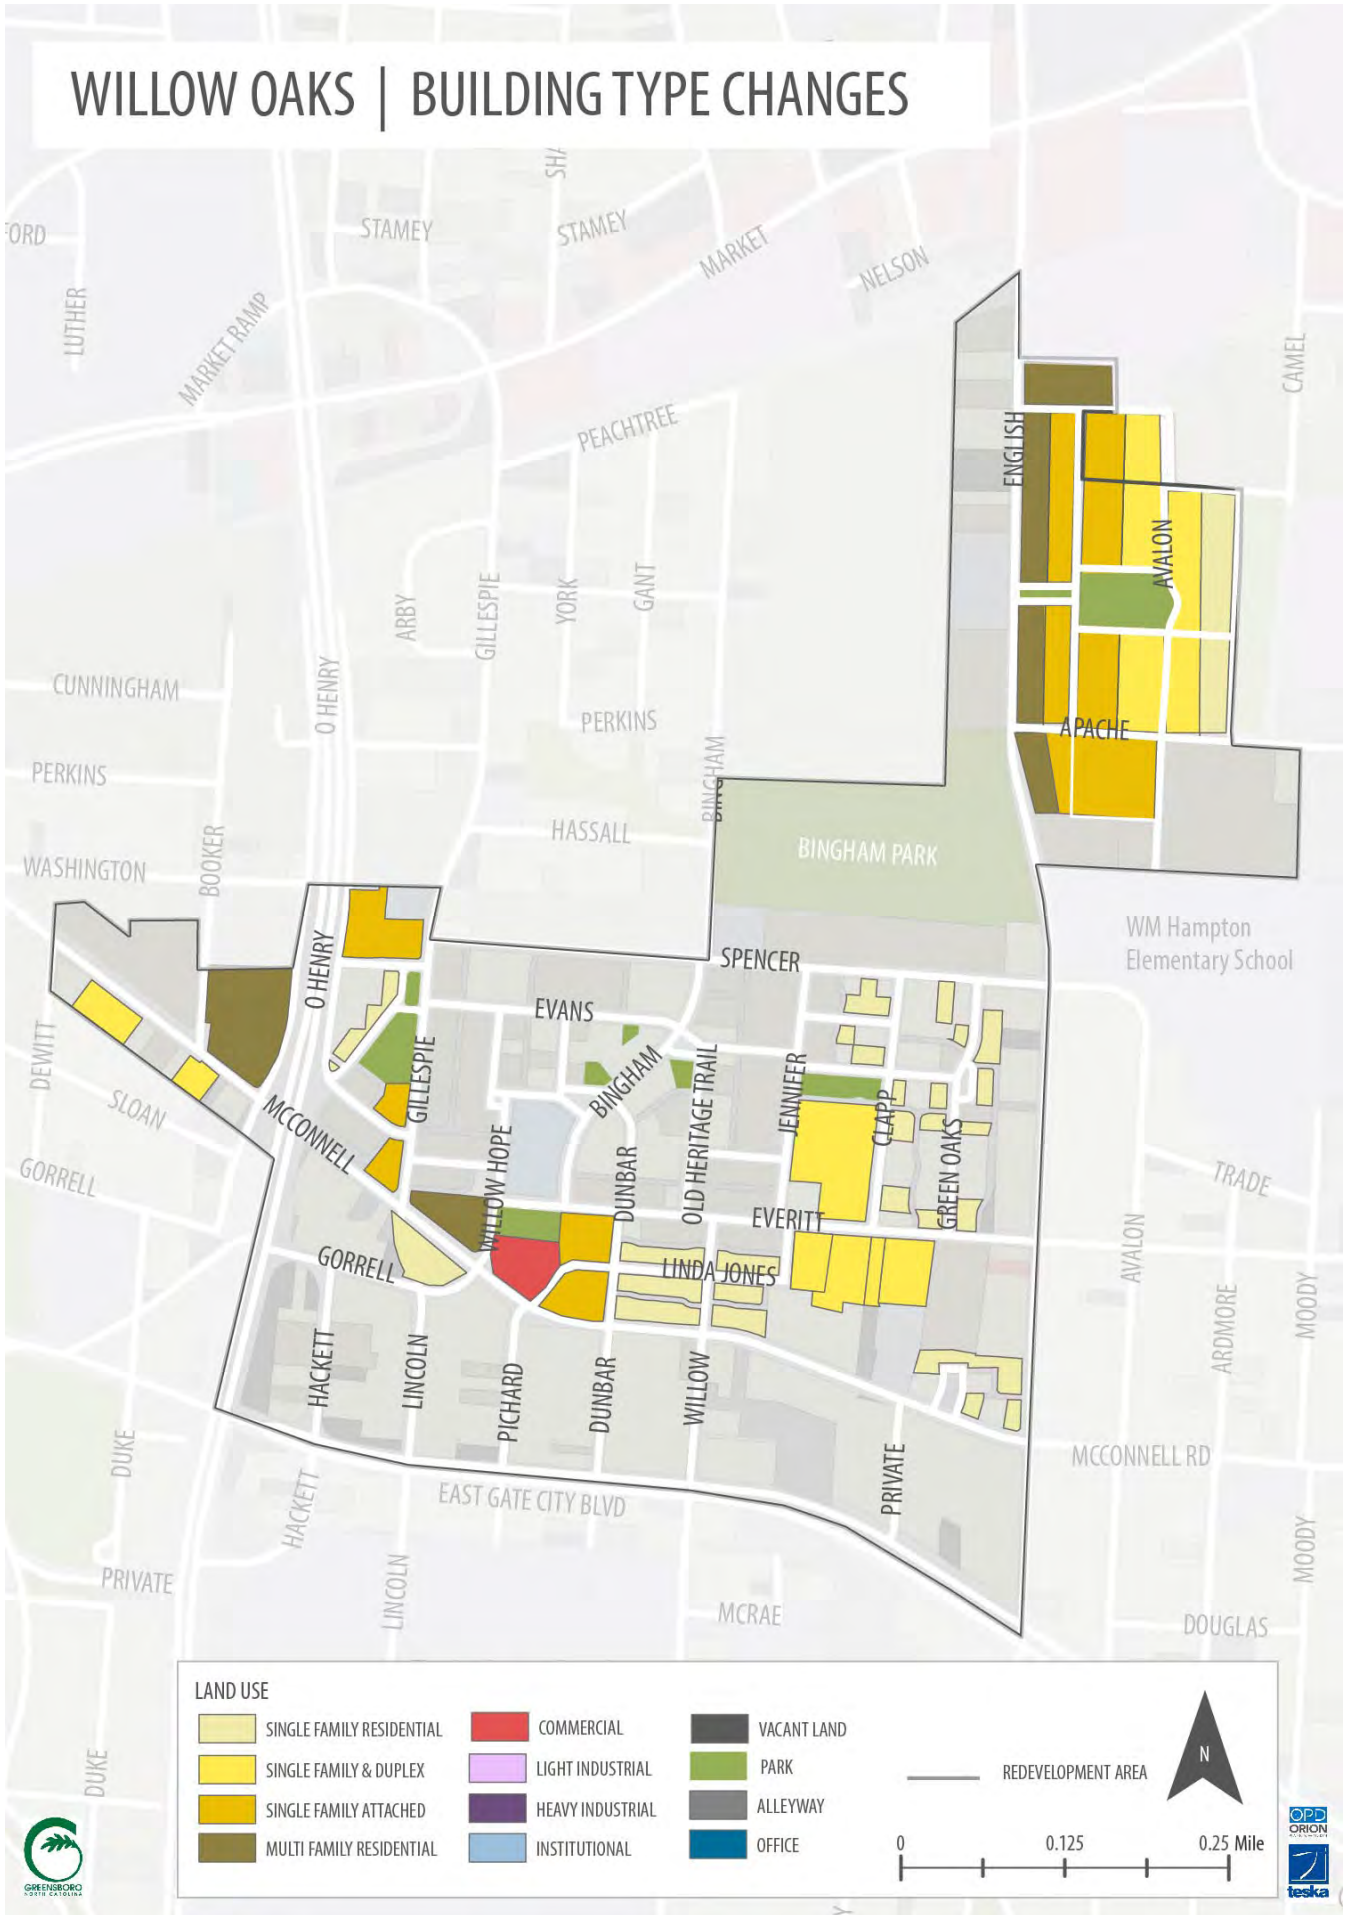 WILLOW OAKS | BUILDING TYPE CHANGES
SHA
STAMEY
STAMEY
FORD
MARKET
NELSON
LUTHER
MARKET RAMP
CAMEL
PEACHTREE
ENGLISH
AVALON
ARBY
GILLESPIE
YORK
GANT
CUNNINGHAM
O HENRY
PERKINS
APACHE
PERKINS
BINGHAM
HASSALL
BINGHAM PARK
BOOKER
WASHINGTON
WM Hampton
Elementary School
O HENRY
SPENCER
EVANS
DEWITT
GILLESPIE
BINGHAM
OLD HERITAGE TRAIL
JENNIFER
CLAPP
GREEN OAKS
SLOAN
MCCONNELL
WILLOW HOPE
DUNBAR
GORRELL
TRADE
EVERITT
GORRELL
LINDA JONES
AVALON
ARDMORE
MOODY
HACKETT
LINCOLN
PICHARD
DUNBAR
WILLOW
DUKE
PRIVATE
MCCONNELL RD
HACKETT
EAST GATE CITY BLVD
MOODY
PRIVATE
LINCOLN
MCRAE
DOUGLAS
DUKE
LAND USE
SINGLE FAMILY RESIDENTIAL
SINGLE FAMILY & DUPLEX
SINGLE FAMILY ATTACHED
MULTI FAMILY RESIDENTIAL
COMMERCIAL
LIGHT INDUSTRIAL
HEAVY INDUSTRIAL
INSTITUTIONAL
VACANT LAND
PARK
ALLEYWAY
OFFICE
REDEVELOPMENT AREA
N
0 0.125 0.25 Mile
GREENSBORO
NORTH CAROLINA
OPD
ORION
teska